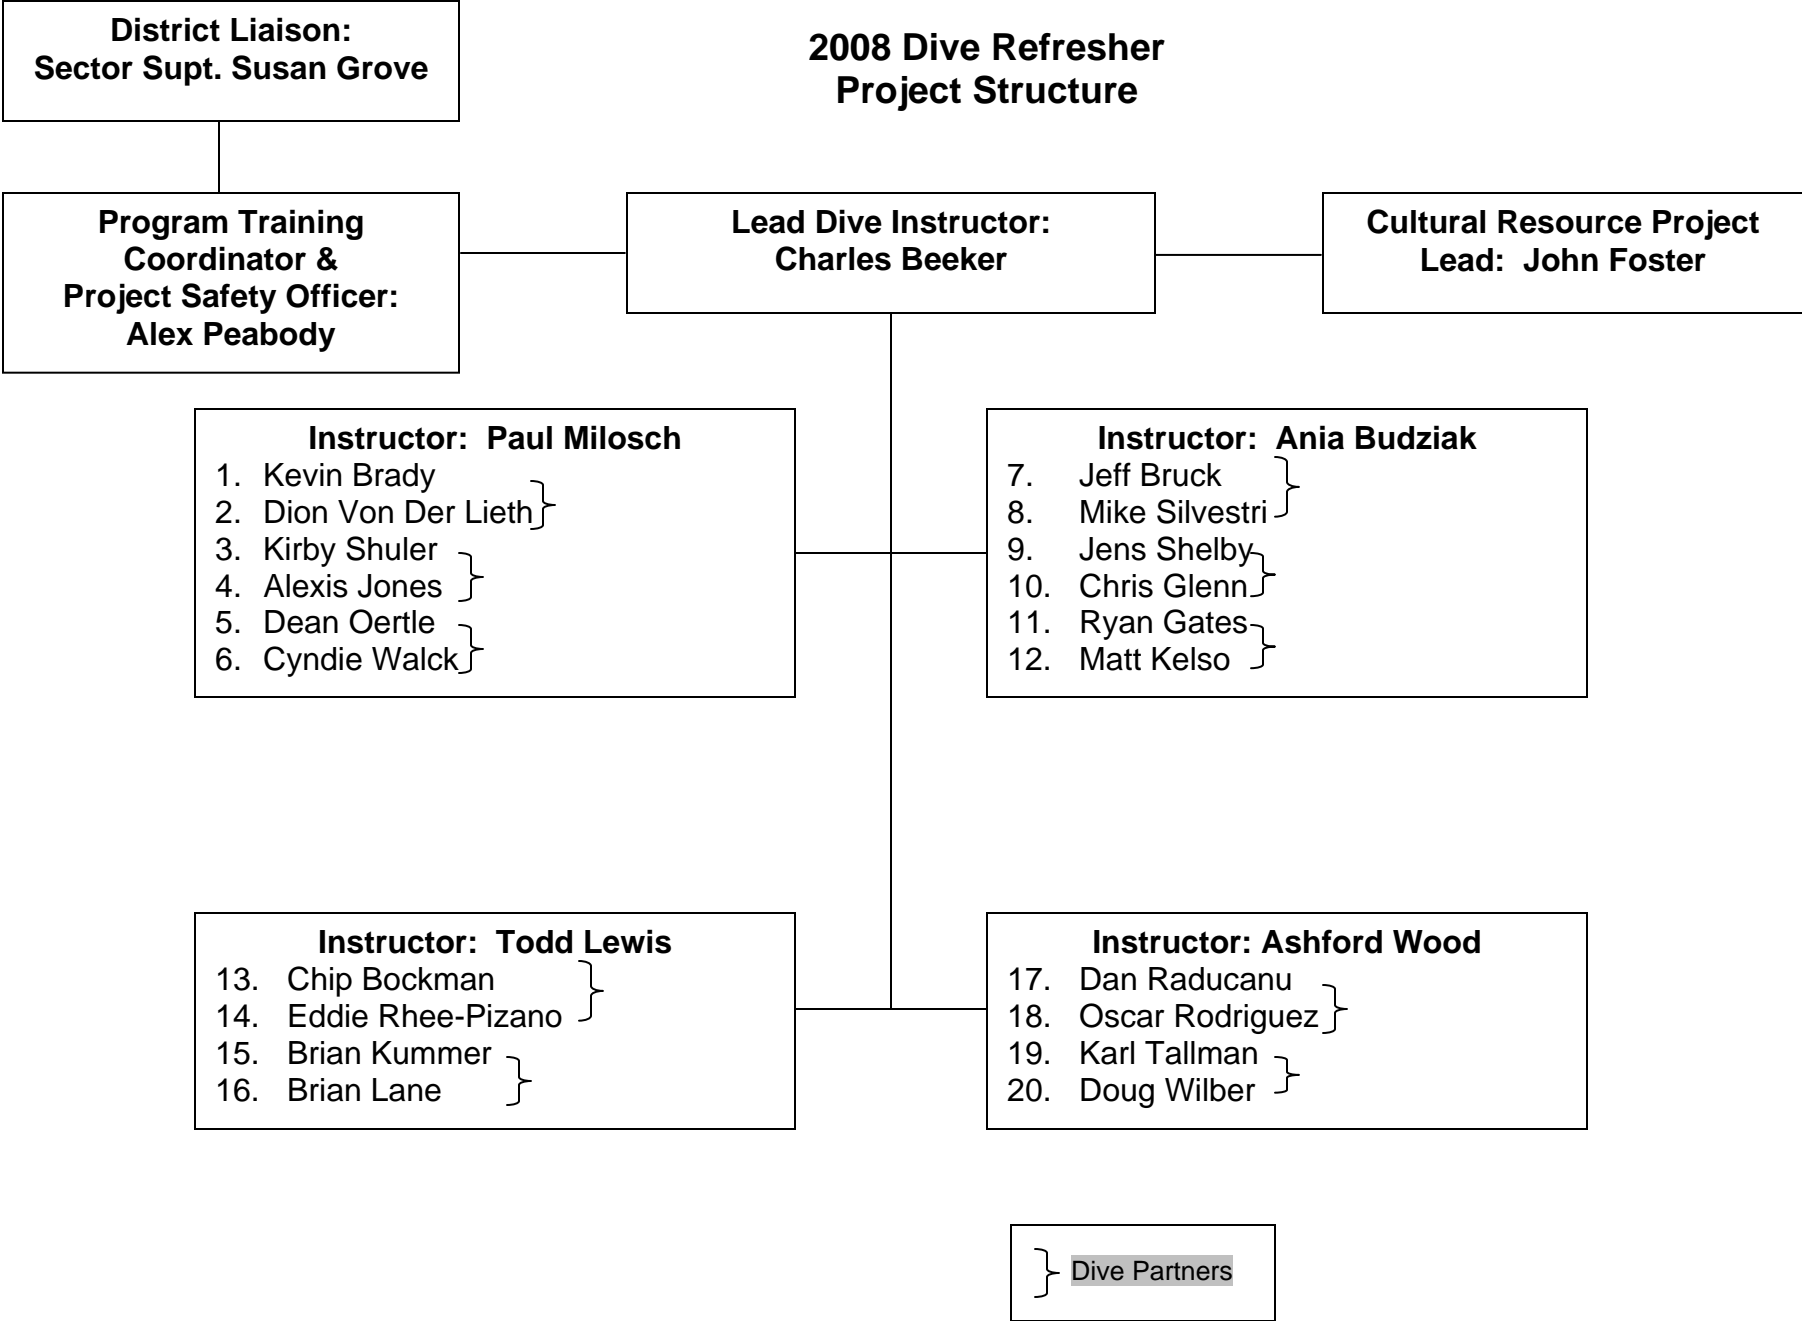 District Liaison:
Sector Supt. Susan Grove
2008 Dive Refresher
Project Structure
Program Training
Coordinator &
Project Safety Officer:
Alex Peabody
Lead Dive Instructor:
Charles Beeker
Cultural Resource Project
Lead:  John Foster
Instructor:  Paul Milosch
1. Kevin Brady
2. Dion Von Der Lieth
3. Kirby Shuler
4. Alexis Jones
5. Dean Oertle
6. Cyndie Walck
Instructor:  Ania Budziak
7. Jeff Bruck
8. Mike Silvestri
9. Jens Shelby
10. Chris Glenn
11. Ryan Gates
12. Matt Kelso
Instructor:  Todd Lewis
13. Chip Bockman
14. Eddie Rhee-Pizano
15. Brian Kummer
16. Brian Lane
Instructor: Ashford Wood
17. Dan Raducanu
18. Oscar Rodriguez
19. Karl Tallman
20. Doug Wilber
Dive Partners